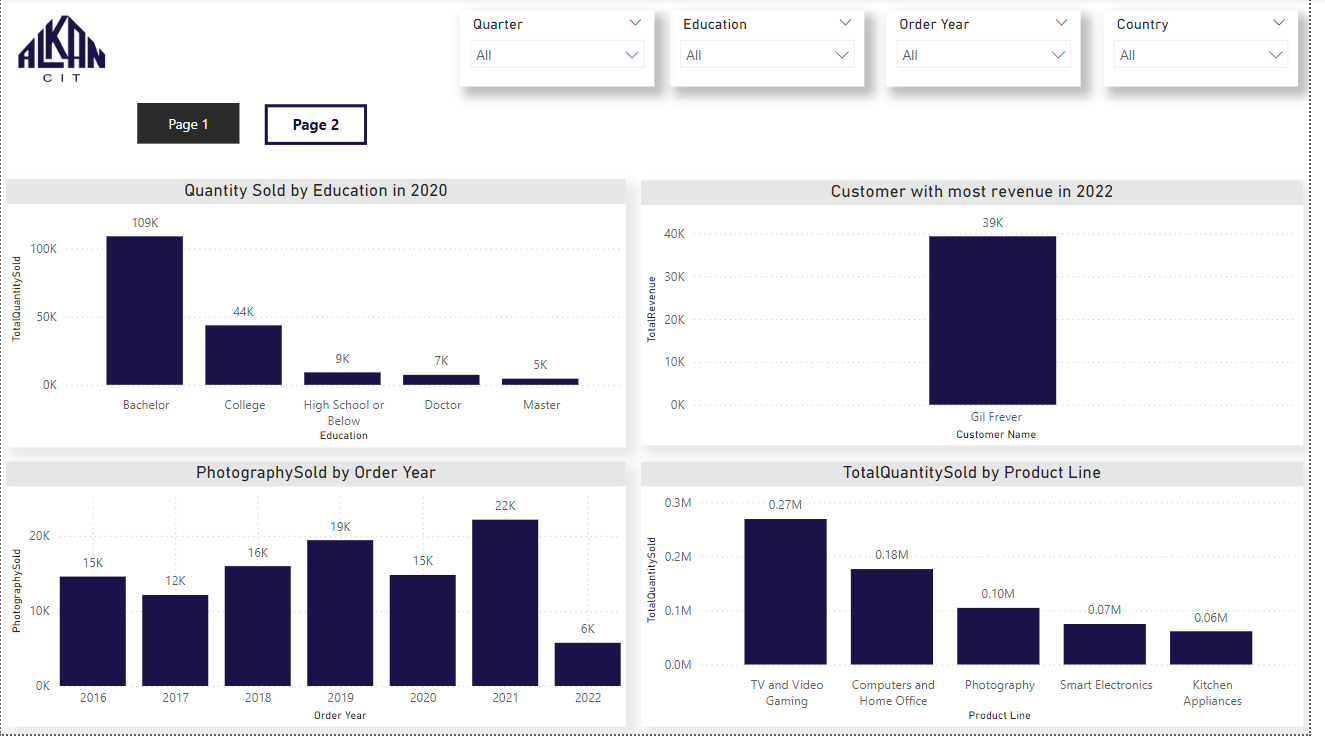 ALKAN
CIT
Quarter
All
Education
All
Order Year
All
Country
All
Page 1
Page 2
Quantity Sold by Education in 2020
TotalQuantitySold
100K
50K
0K
109K
44K
9K
7K
5K
Bachelor
College
High School or
Below
Doctor
Master
Education
Customer with most revenue in 2022
TotalRevenue
40K
30K
20K
10K
0K
39K
Gil Frever
Customer Name
PhotographySold by Order Year
PhotographySold
20K
10K
0K
15K
12K
16K
19K
15K
22K
6K
2016
2017
2018
2019
2020
2021
2022
Order Year
TotalQuantitySold by Product Line
TotalQuantitySold
0.3M
0.2M
0.1M
0.0M
0.27M
0.18M
0.10M
0.07M
0.06M
TV and Video
Gaming
Computers and
Home Office
Photography
Smart Electronics
Kitchen
Appliances
Product Line